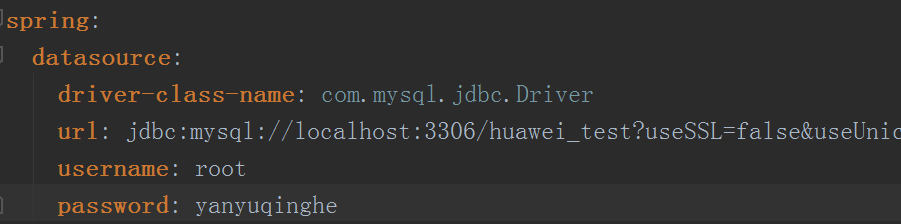 spring:
datasource:
driver-class-name: com.mysql.jdbc.Driver
url: jdbc:mysql://localhost:3306/huawei_test?useSSL=false&useUnic
username: root
password: yanyuqinghe